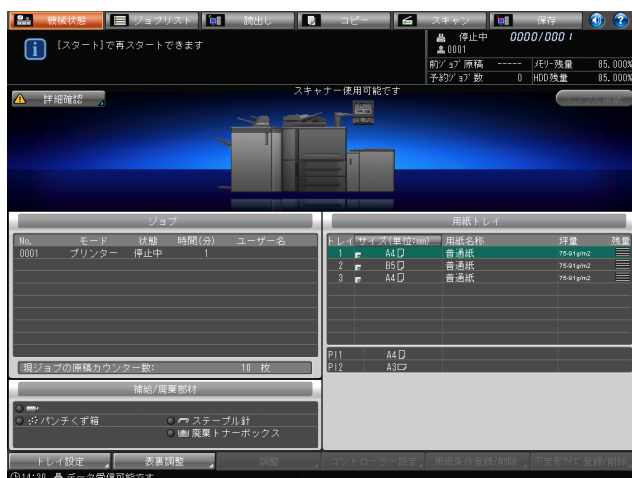 機械状態 ジョブリスト 読出し コピー スキャン 保存
[スタート]で再スタートできます
停止中 0000/0001
0001
前ジョブ原稿 ----- メモリー残量 85.000%
予約ジョブ数 0 HDD残量 85.000%
スキャナー使用可能です
詳細確認
ジョブ
No. モード 状態 時間(分) ユーザー名
0001 プリンター 停止中 1
現ジョブの原稿カウンター数: 10 枚
用紙トレイ
トレイ サイズ(単位:mm) 用紙名称 坪量 残量
1 A4 普通紙 75-91g/m2
2 B5 普通紙 75-91g/m2
3 A4 普通紙 75-91g/m2
PI1 A4
PI2 A3
補給/廃棄部材
パンチくず箱 ステープル針
廃棄トナーボックス
トレイ設定 表裏調整 調整 コントローラー設定 用紙条件登録/削除 不定形サイズ登録/削除
14:30 データ受信可能です